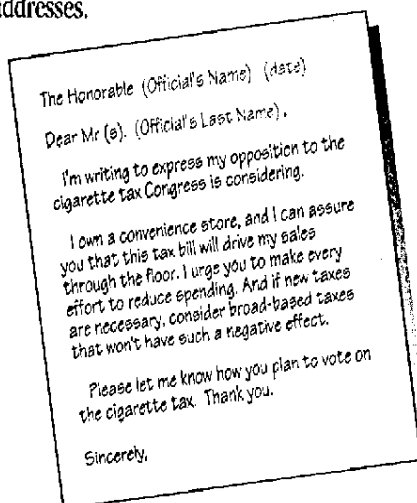 addresses.
The Honorable (Official's Name) (date)
Dear Mr (s). (Official's Last Name),
I'm writing to express my opposition to the
cigarette tax Congress is considering.
I own a convenience store, and I can assure
you that this tax bill will drive my sales
through the floor. I urge you to make every
effort to reduce spending. And if new taxes
are necessary, consider broad-based taxes
that won't have such a negative effect.
Please let me know how you plan to vote on
the cigarette tax. Thank you.
Sincerely,